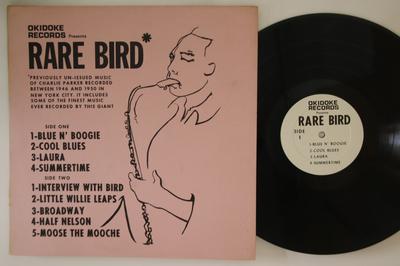 OKIDOKE
RECORDS Presents
RARE BIRD*
*PREVIOUSLY UN-ISSUED MUSIC
OF CHARLIE PARKER RECORDED
BETWEEN 1946 AND 1950 IN
NEW YORK CITY. IT INCLUDES
SOME OF THE FINEST MUSIC
EVER RECORDED BY THIS GIANT
SIDE ONE
1-BLUE N' BOOGIE
2-COOL BLUES
3-LAURA
4-SUMMERTIME
SIDE TWO
1-INTERVIEW WITH BIRD
2-LITTLE WILLIE LEAPS
3-BROADWAY
4-HALF NELSON
5-MOOSE THE MOOCHE
OKIDOKE
RECORDS
Presents
RARE BIRD
SIDE
1
1-BLUE N' BOOGIE
2-COOL BLUES
3-LAURA
4-SUMMERTIME